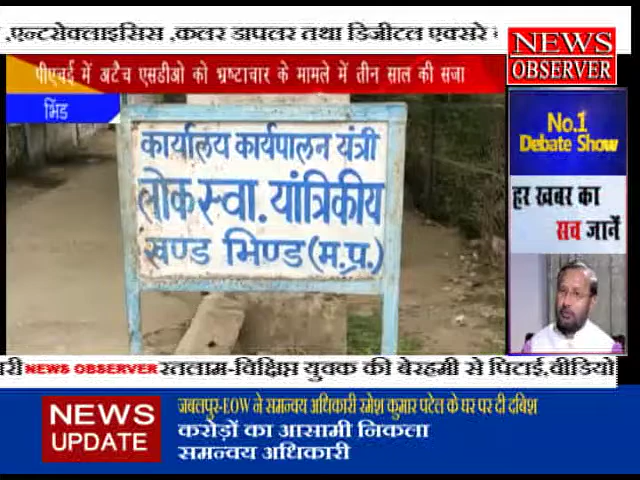 ,एन्टरोक्लाइसिस ,कलर डापलर तथा डिजीटल एक्सरे
NEWS
OBSERVER
पीएचई में अटैच एसडीओ को भ्रष्टाचार के मामले में तीन साल की सजा
भिंड
No.1
Debate Show
हर खबर का
सच जानें
कार्यालय कार्यपालन यंत्री
लोक स्वा. यांत्रिकीय
खण्ड भिण्ड (म.प्र.)
NEWS OBSERVER रतलाम-विक्षिप्त युवक की बेरहमी से पिटाई,वीडियो
NEWS
UPDATE
जबलपुर-EOW ने समन्वय अधिकारी रमेश कुमार पटेल के घर पर दी दबिश
करोड़ों का आसामी निकला
समन्वय अधिकारी